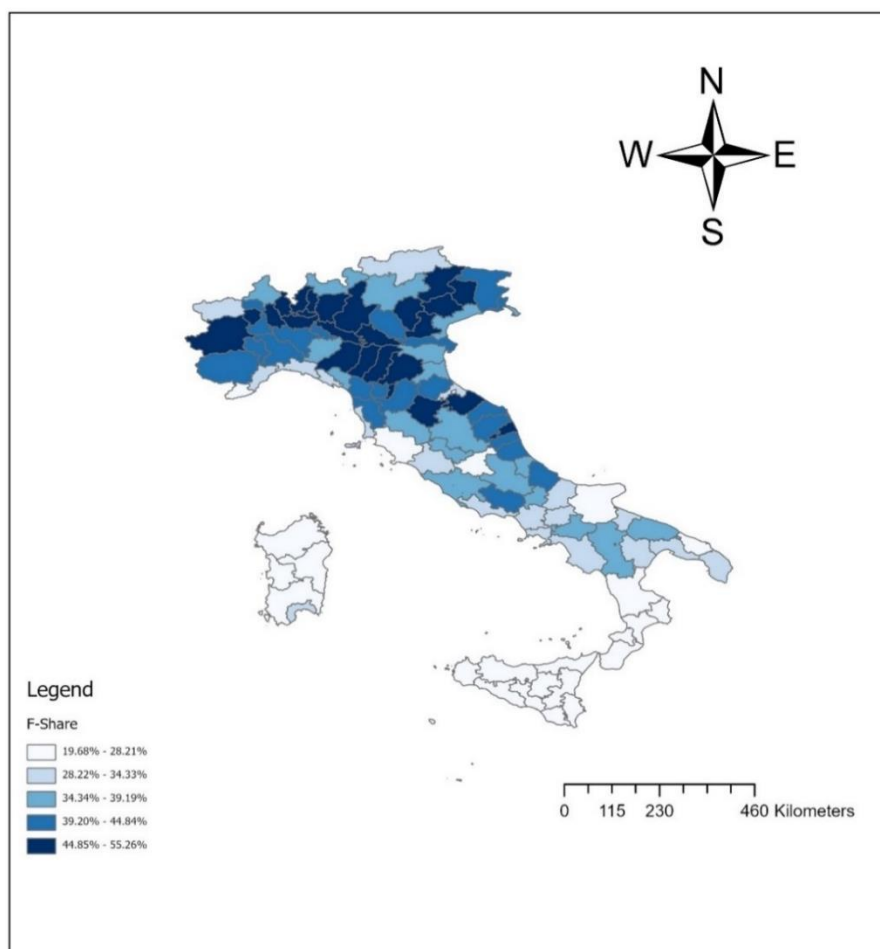 N
W E
S
Legend
F-Share
19.68% - 28.21%
28.22% - 34.33%
34.34% - 39.19%
39.20% - 44.84%
44.85% - 55.26%
0 115 230 460 Kilometers